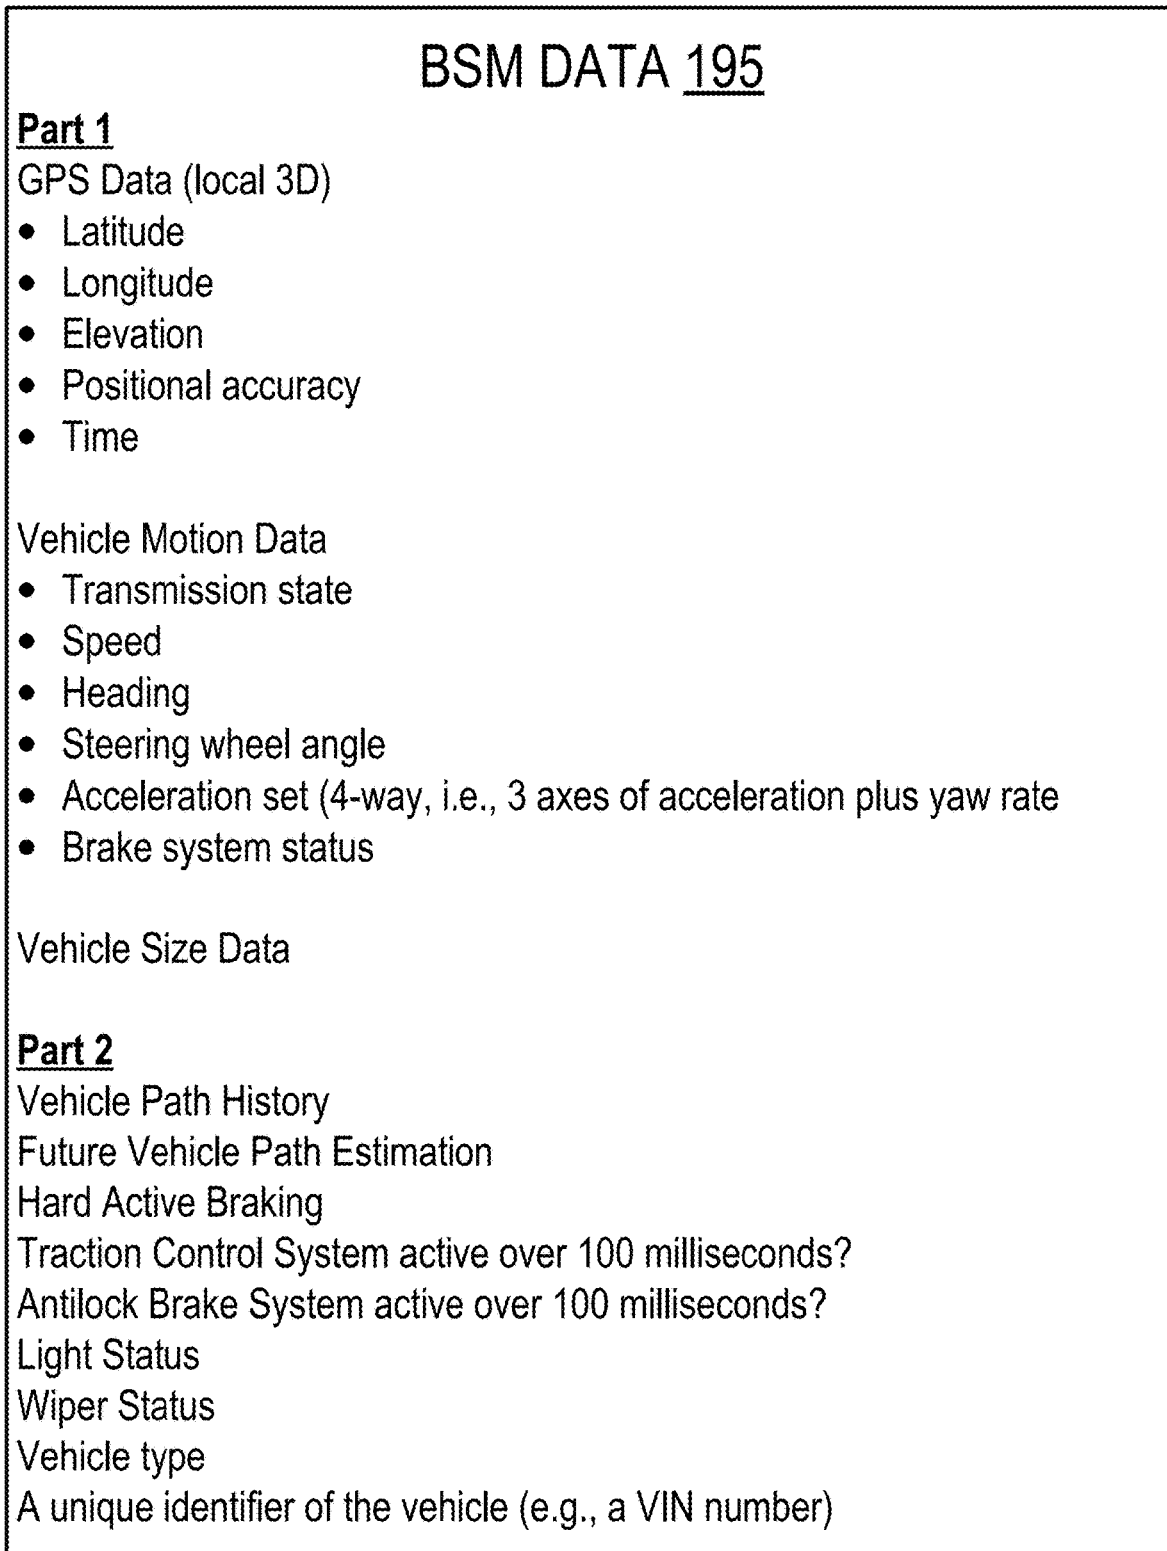 BSM DATA 195
Part 1
GPS Data (local 3D)
• Latitude
• Longitude
• Elevation
• Positional accuracy
• Time
Vehicle Motion Data
• Transmission state
• Speed
• Heading
• Steering wheel angle
• Acceleration set (4-way, i.e., 3 axes of acceleration plus yaw rate
• Brake system status
Vehicle Size Data
Part 2
Vehicle Path History
Future Vehicle Path Estimation
Hard Active Braking
Traction Control System active over 100 milliseconds?
Antilock Brake System active over 100 milliseconds?
Light Status
Wiper Status
Vehicle type
A unique identifier of the vehicle (e.g., a VIN number)